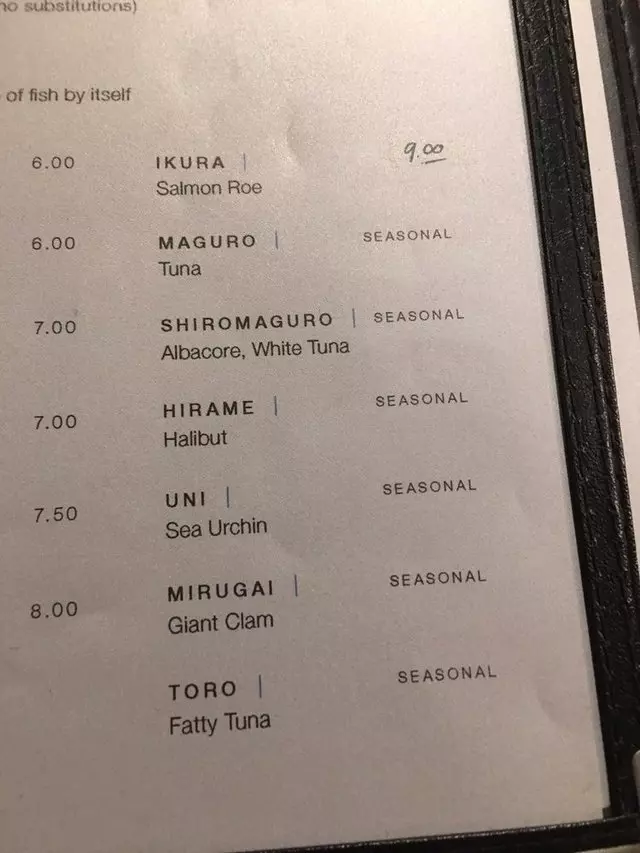 no substitutions)
of fish by itself
6.00 IKURA | 9.00
Salmon Roe
6.00 MAGURO | SEASONAL
Tuna
7.00 SHIROMAGURO | SEASONAL
Albacore, White Tuna
7.00 HIRAME | SEASONAL
Halibut
7.50 UNI | SEASONAL
Sea Urchin
8.00 MIRUGAI | SEASONAL
Giant Clam
TORO | SEASONAL
Fatty Tuna